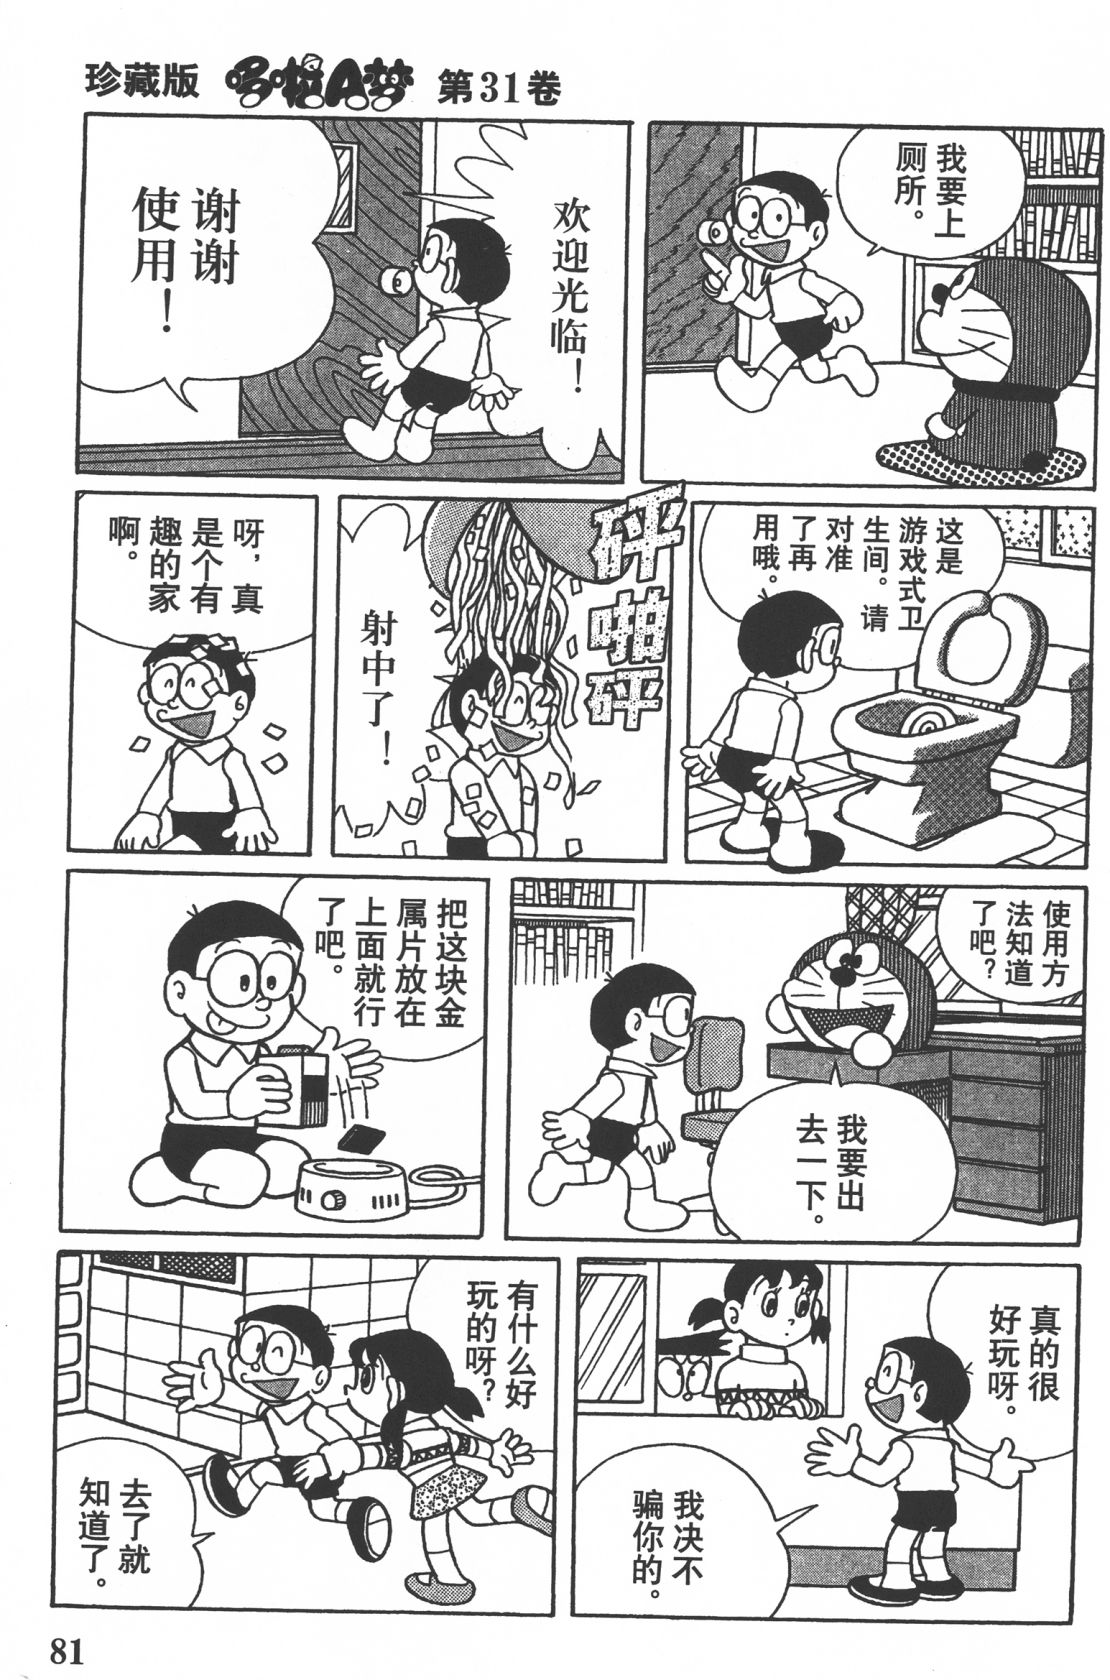 珍藏版 哆啦A梦 第31卷
我要上
厕所。
欢迎光临！
谢谢
使用！
这是
游戏式卫
生间。请
对准
了再
用哦。
砰啪砰
射中了！
呀，真
是个有
趣的家
啊。
使用方
法知道
了吧？
我要出
去一下。
把这块金
属片放在
上面就行
了吧。
真的很
好玩呀。
我决不
骗你的。
有什么好
玩的呀？
去了就
知道了。
81